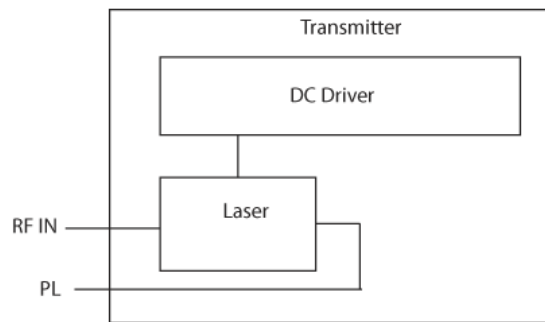 Transmitter
DC Driver
Laser
RF IN
PL